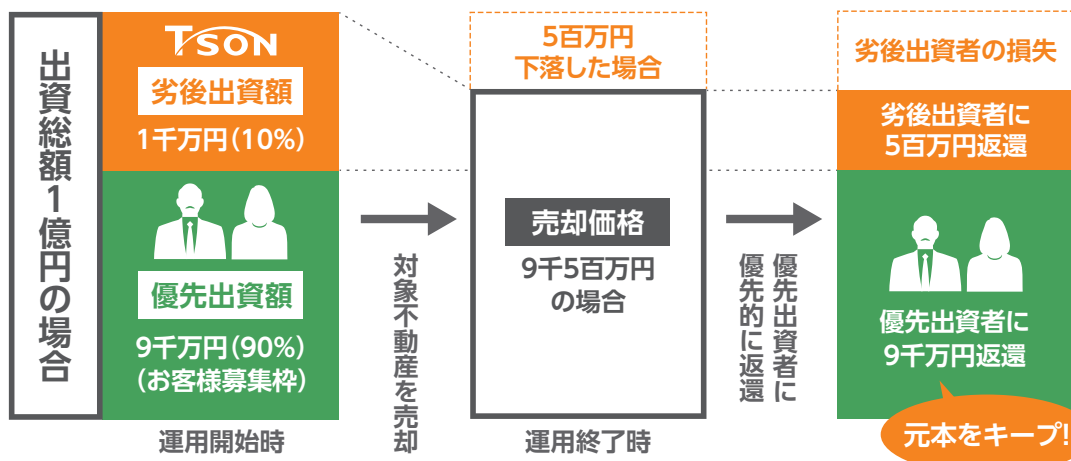 出資総額1億円の場合
TSON
劣後出資額
1千万円(10%)
優先出資額
9千万円(90%)
(お客様募集枠)
運用開始時
対象不動産を売却
5百万円
下落した場合
売却価格
9千5百万円
の場合
運用終了時
優先出資者に
優先的に返還
劣後出資者の損失
劣後出資者に
5百万円返還
優先出資者に
9千万円返還
元本をキープ!